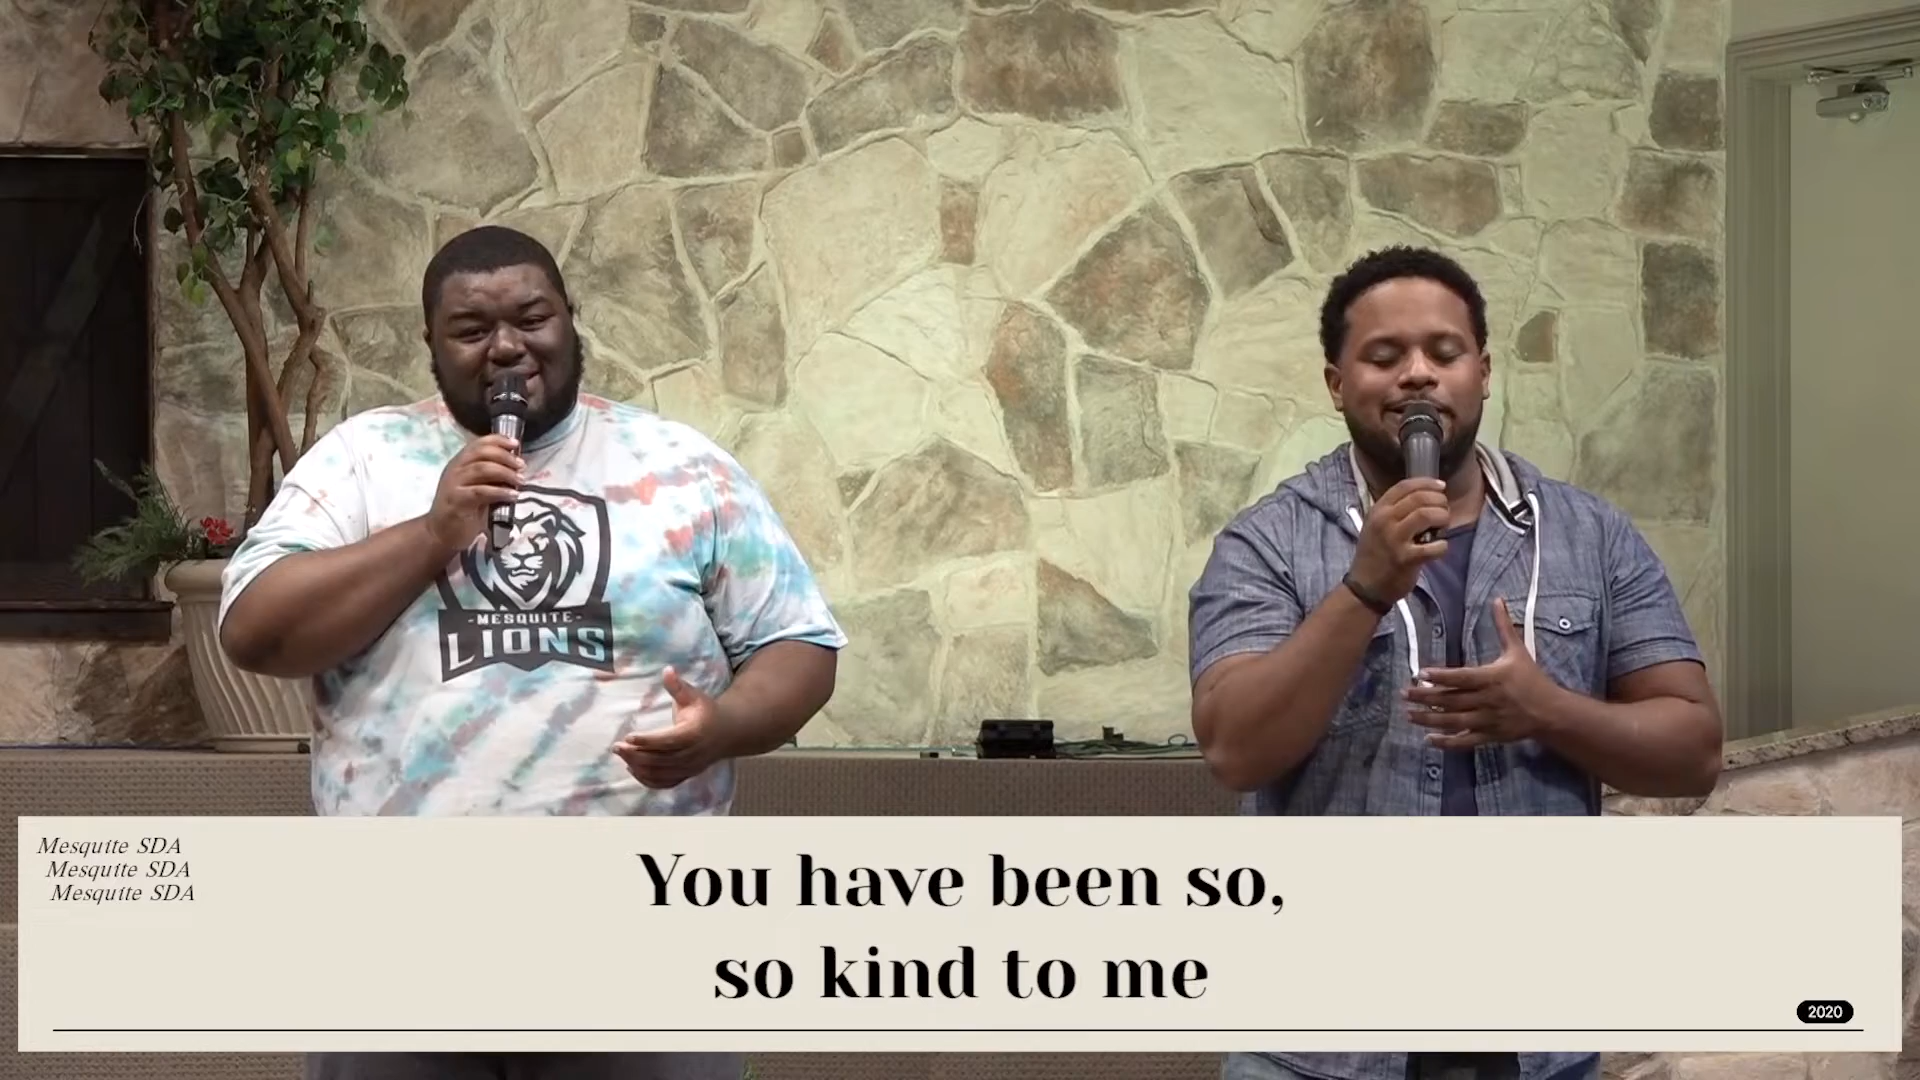 -MESQUITE-
LIONS
Mesquite SDA
Mesquite SDA
Mesquite SDA
You have been so,
so kind to me
2020